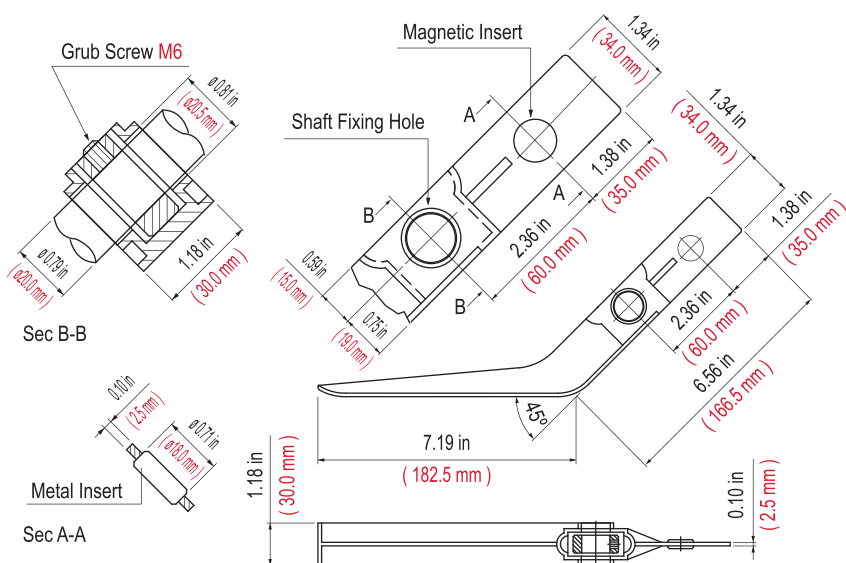 Grub Screw M6
ø 0.81 in
(ø20.5 mm)
ø 0.79 in
(ø20.0 mm)
1.18 in
(30.0 mm)
Sec B-B
Magnetic Insert
Shaft Fixing Hole
A
A
B
B
1.34 in
(34.0 mm)
1.38 in
(35.0 mm)
2.36 in
(60.0 mm)
0.59 in
(15.0 mm)
0.75 in
(19.0 mm)
1.34 in
(34.0 mm)
1.38 in
(35.0 mm)
2.36 in
(60.0 mm)
6.56 in
(166.5 mm)
45º
7.19 in
(182.5 mm)
0.10 in
(2.5 mm)
ø 0.71 in
(ø18.0 mm)
Metal Insert
Sec A-A
1.18 in
(30.0 mm)
0.10 in
(2.5 mm)